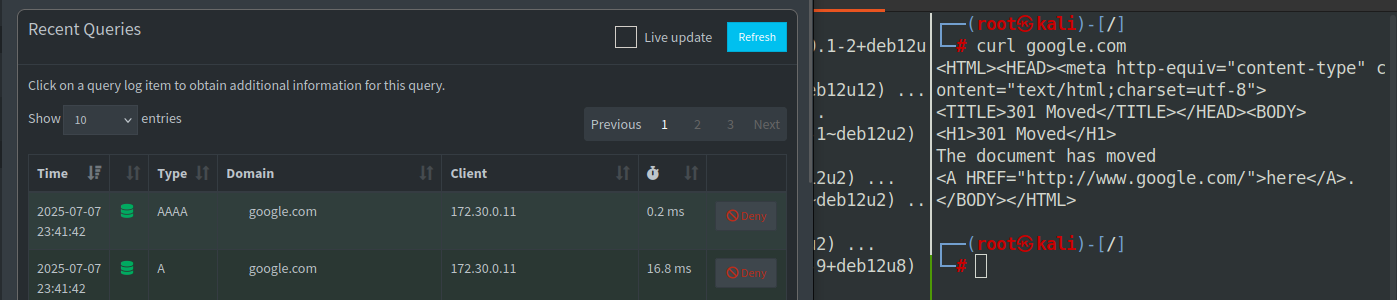 Recent Queries
Live update
Refresh
Click on a query log item to obtain additional information for this query.
Show 10 entries
Previous 1 2 3 Next
Time Type Domain Client
2025-07-07 23:41:42 AAAA google.com 172.30.0.11 0.2 ms Deny
2025-07-07 23:41:42 A google.com 172.30.0.11 16.8 ms Deny
.1-2+deb12u
b12u12) ...
.
1~deb12u2)
2u2) ...
deb12u2) ..
u2) ...
9+deb12u8)
┌──(root㉿kali)-[/]
└─# curl google.com
<HTML><HEAD><meta http-equiv="content-type" c
ontent="text/html;charset=utf-8">
<TITLE>301 Moved</TITLE></HEAD><BODY>
<H1>301 Moved</H1>
The document has moved
<A HREF="http://www.google.com/">here</A>.
</BODY></HTML>
┌──(root㉿kali)-[/]
└─#